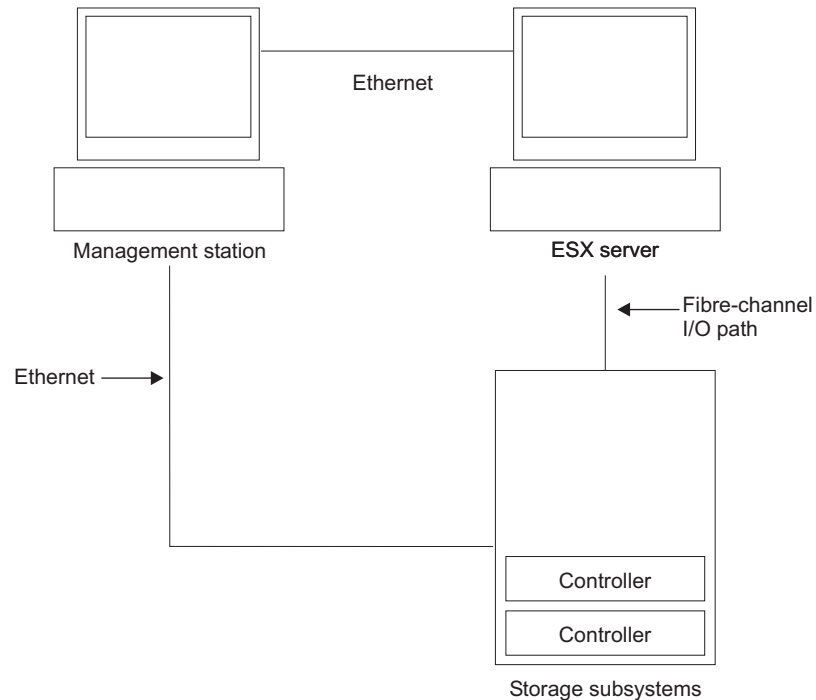 Ethernet
Management station
ESX server
Fibre-channel
I/O path
Ethernet
Controller
Controller
Storage subsystems